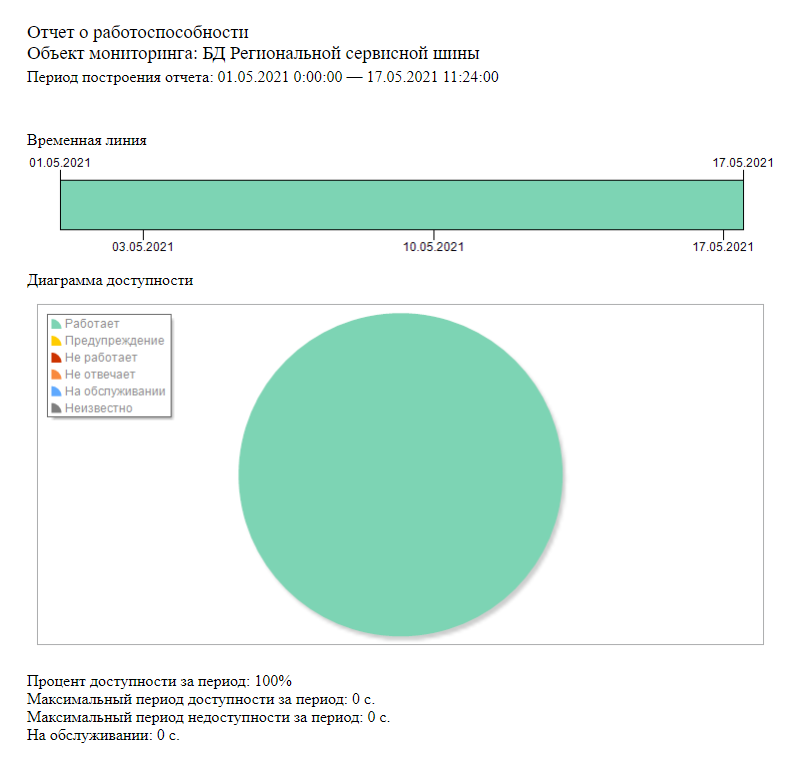 Отчет о работоспособности
Объект мониторинга: БД Региональной сервисной шины
Период построения отчета: 01.05.2021 0:00:00 — 17.05.2021 11:24:00
Временная линия
01.05.2021 17.05.2021
03.05.2021 10.05.2021 17.05.2021
Диаграмма доступности
Работает
Предупреждение
Не работает
Не отвечает
На обслуживании
Неизвестно
Процент доступности за период: 100%
Максимальный период доступности за период: 0 с.
Максимальный период недоступности за период: 0 с.
На обслуживании: 0 с.